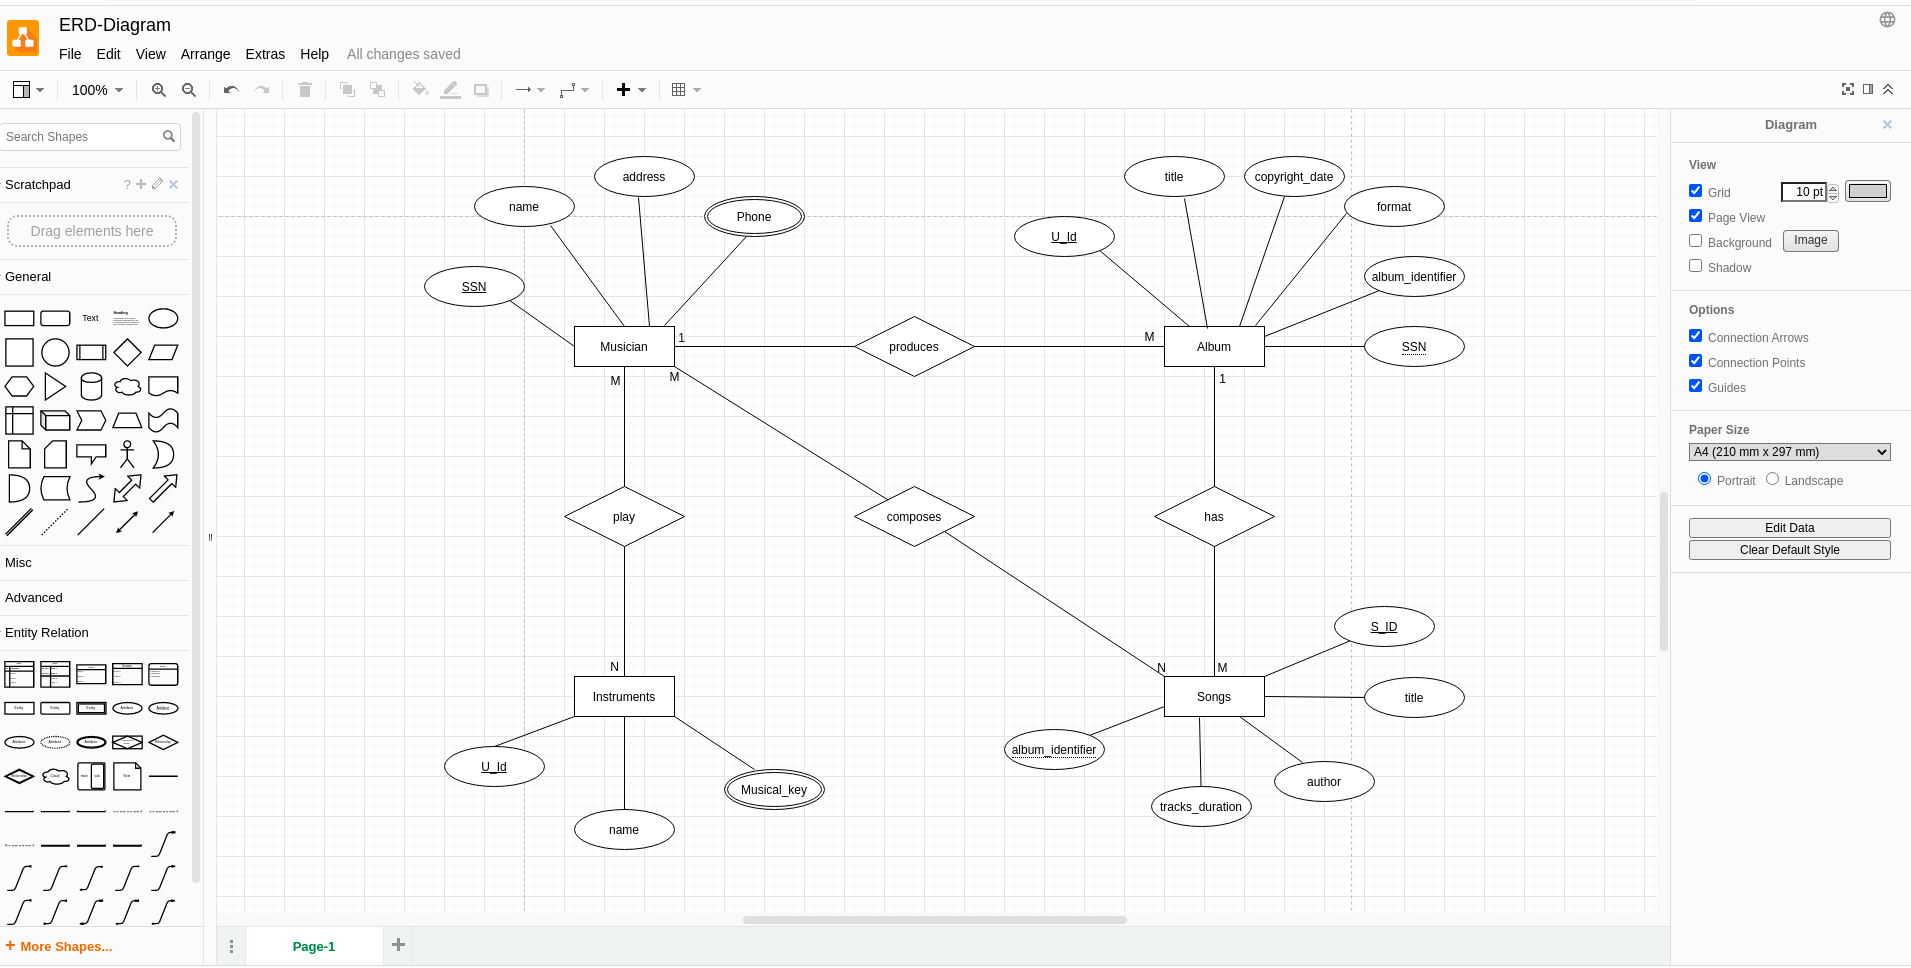 ERD-Diagram
File Edit View Arrange Extras Help All changes saved
100%
Search Shapes
Scratchpad
?
Drag elements here
General
Text
Heading
Misc
Advanced
Entity Relation
+ More Shapes...
address
name
Phone
SSN
Musician
1
M
M
produces
M
title
copyright_date
format
U_Id
album_identifier
SSN
Album
1
play
composes
has
N
Instruments
U_Id
name
Musical_key
N
M
Songs
S_ID
title
album_identifier
tracks_duration
author
Page-1
Diagram
View
Grid 10 pt
Page View
Background Image
Shadow
Options
Connection Arrows
Connection Points
Guides
Paper Size
A4 (210 mm x 297 mm)
Portrait Landscape
Edit Data
Clear Default Style